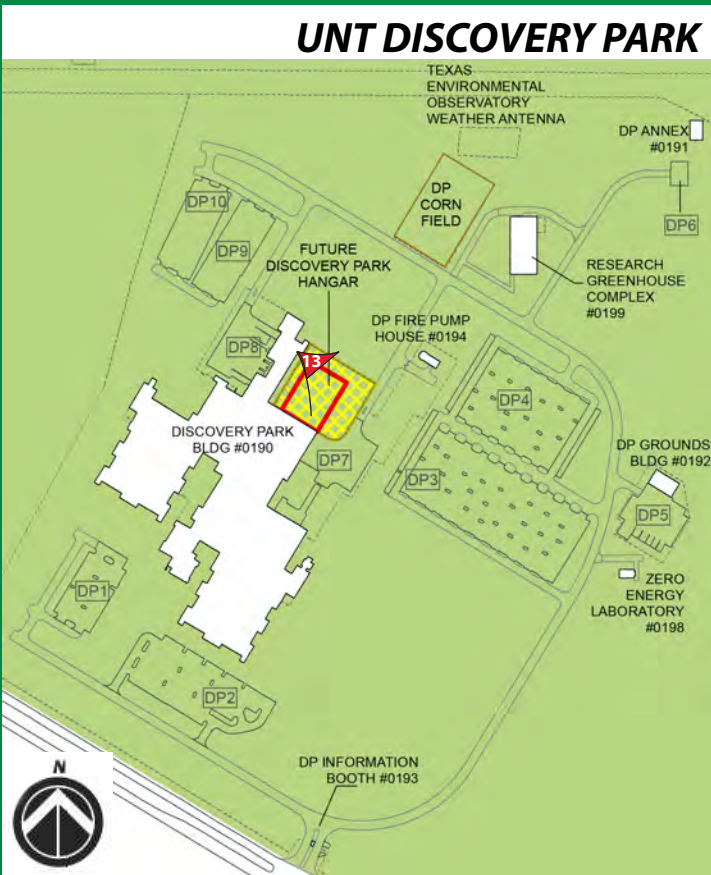 UNT DISCOVERY PARK
TEXAS
ENVIRONMENTAL
OBSERVATORY
WEATHER ANTENNA
DP ANNEX
#0191
DP
CORN
FIELD
DP10
DP9
DP6
FUTURE
DISCOVERY PARK
HANGAR
RESEARCH
GREENHOUSE
COMPLEX
#0199
DP FIRE PUMP
HOUSE #0194
DP8
13
DP4
DISCOVERY PARK
BLDG #0190
DP7
DP3
DP GROUNDS
BLDG #0192
DP5
DP1
ZERO
ENERGY
LABORATORY
#0198
DP2
DP INFORMATION
BOOTH #0193
N